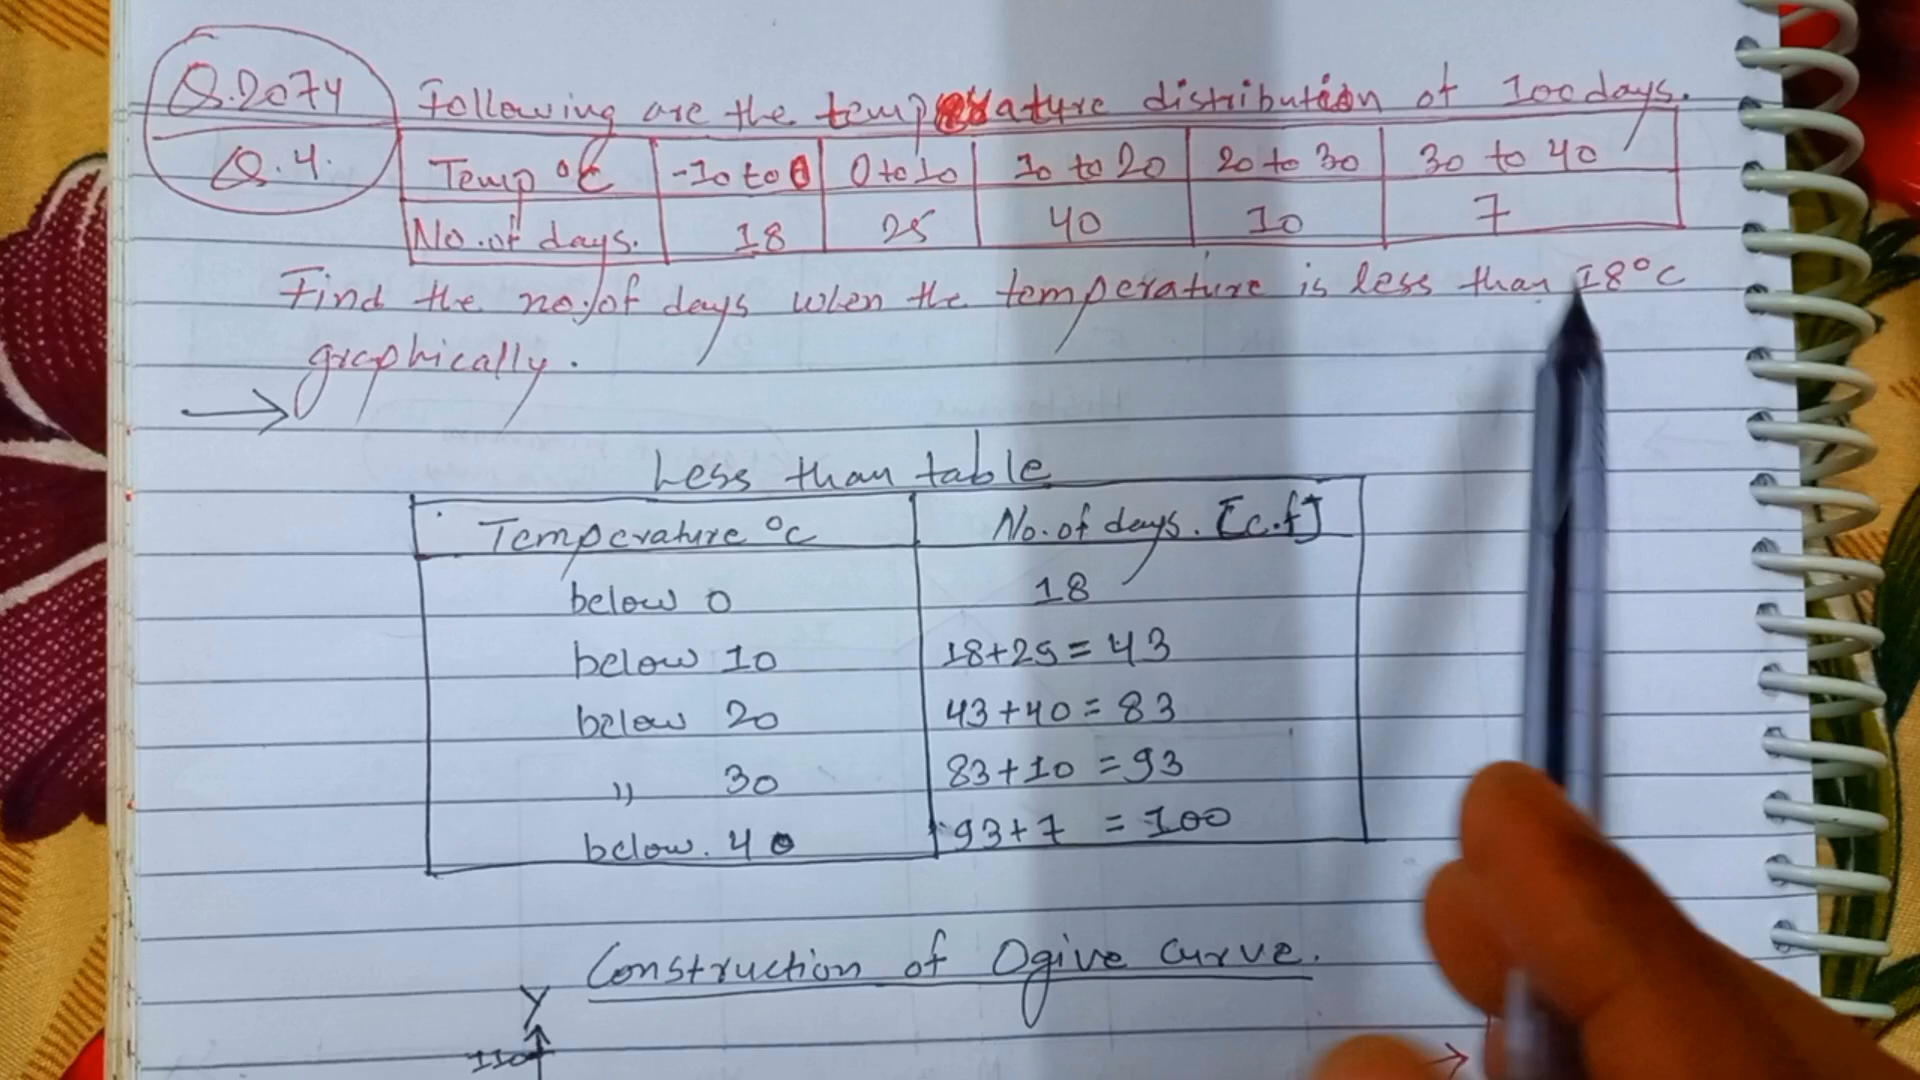 Q.2074
Q.4.
Following are the temperature distribution of 100 days.
Temp °C -10 to 0 0 to 10 10 to 20 20 to 30 30 to 40
No. of days. 18 25 40 10 7
Find the no. of days when the temperature is less than 18°C
graphically.
Less than table
Temperature °C No. of days. [c.f]
below 0 18
below 10 18+25=43
below 20 43+40=83
" 30 83+10=93
below. 40 93+7=100
Construction of Ogive curve.
Y
110